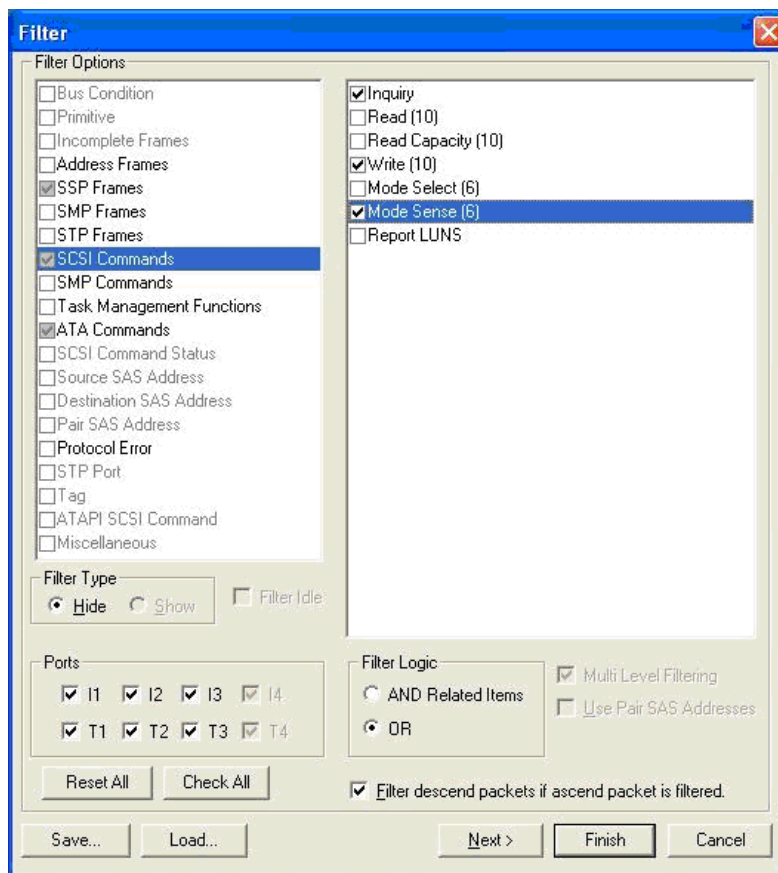 Filter
Filter Options
Bus Condition
Primitive
Incomplete Frames
Address Frames
SSP Frames
SMP Frames
STP Frames
SCSI Commands
SMP Commands
Task Management Functions
ATA Commands
SCSI Command Status
Source SAS Address
Destination SAS Address
Pair SAS Address
Protocol Error
STP Port
Tag
ATAPI SCSI Command
Miscellaneous
Inquiry
Read (10)
Read Capacity (10)
Write (10)
Mode Select (6)
Mode Sense (6)
Report LUNS
Filter Type
Hide Show
Filter Idle
Ports
I1 I2 I3 I4
T1 T2 T3 T4
Filter Logic
AND Related Items
OR
Multi Level Filtering
Use Pair SAS Addresses
Reset All Check All
Filter descend packets if ascend packet is filtered.
Save... Load... Next > Finish Cancel